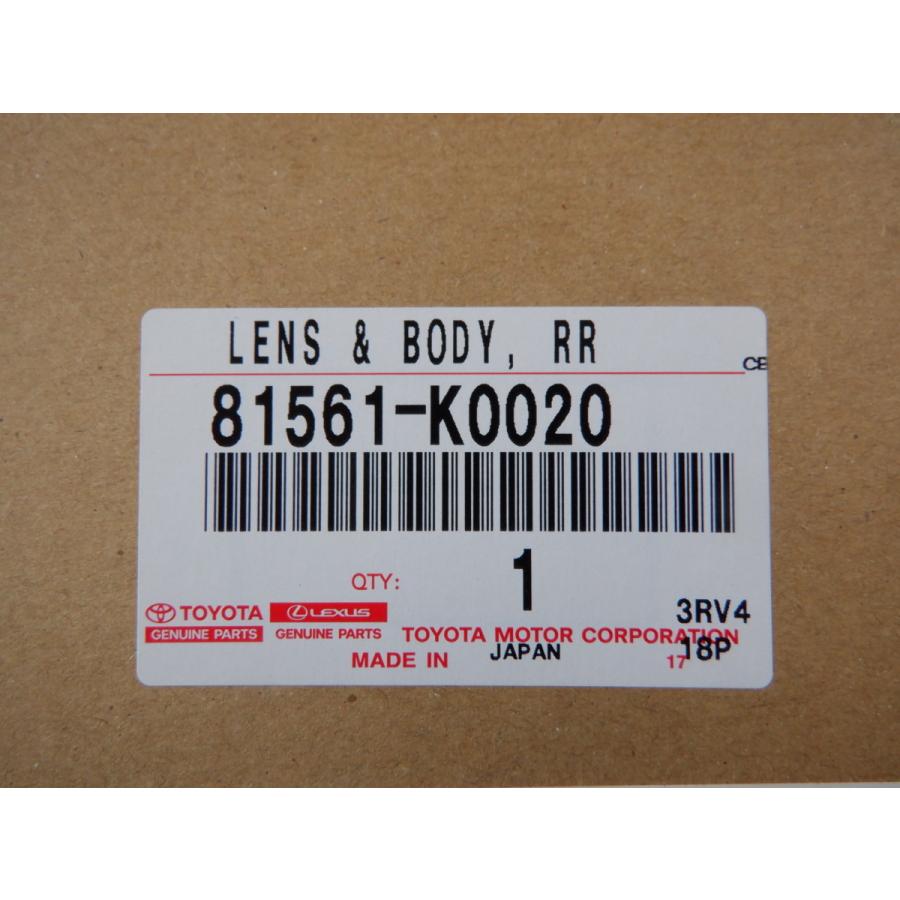 LENS & BODY, RR
CE
81561-K0020
QTY: 1
TOYOTA LEXUS 3RV4
GENUINE PARTS GENUINE PARTS TOYOTA MOTOR CORPORATION
MADE IN JAPAN 17 18P